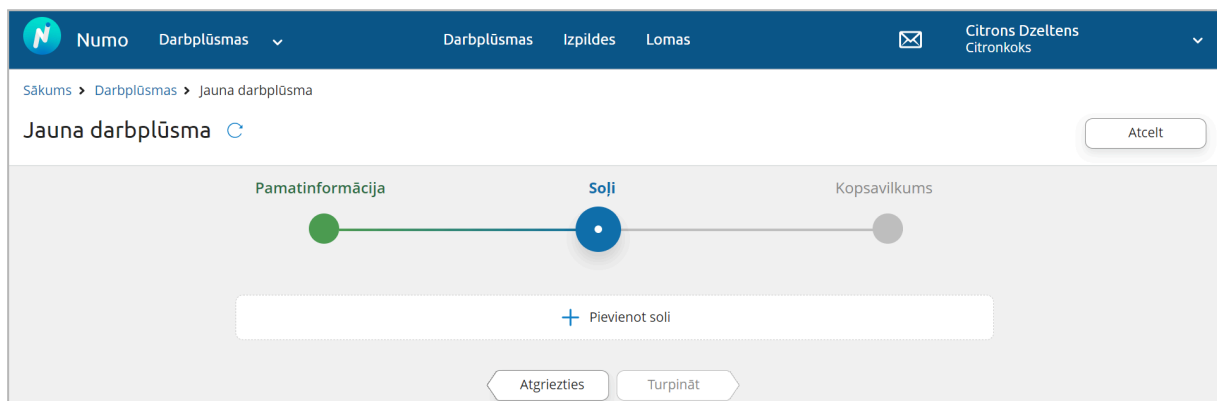 Numo Darbplūsmas Darbplūsmas Izpildes Lomas Citrons Dzeltens
Citronkoks
Sākums > Darbplūsmas > Jauna darbplūsma
Jauna darbplūsma Atcelt
Pamatinformācija Soļi Kopsavilkums
+ Pievienot soli
Atgriezties Turpināt